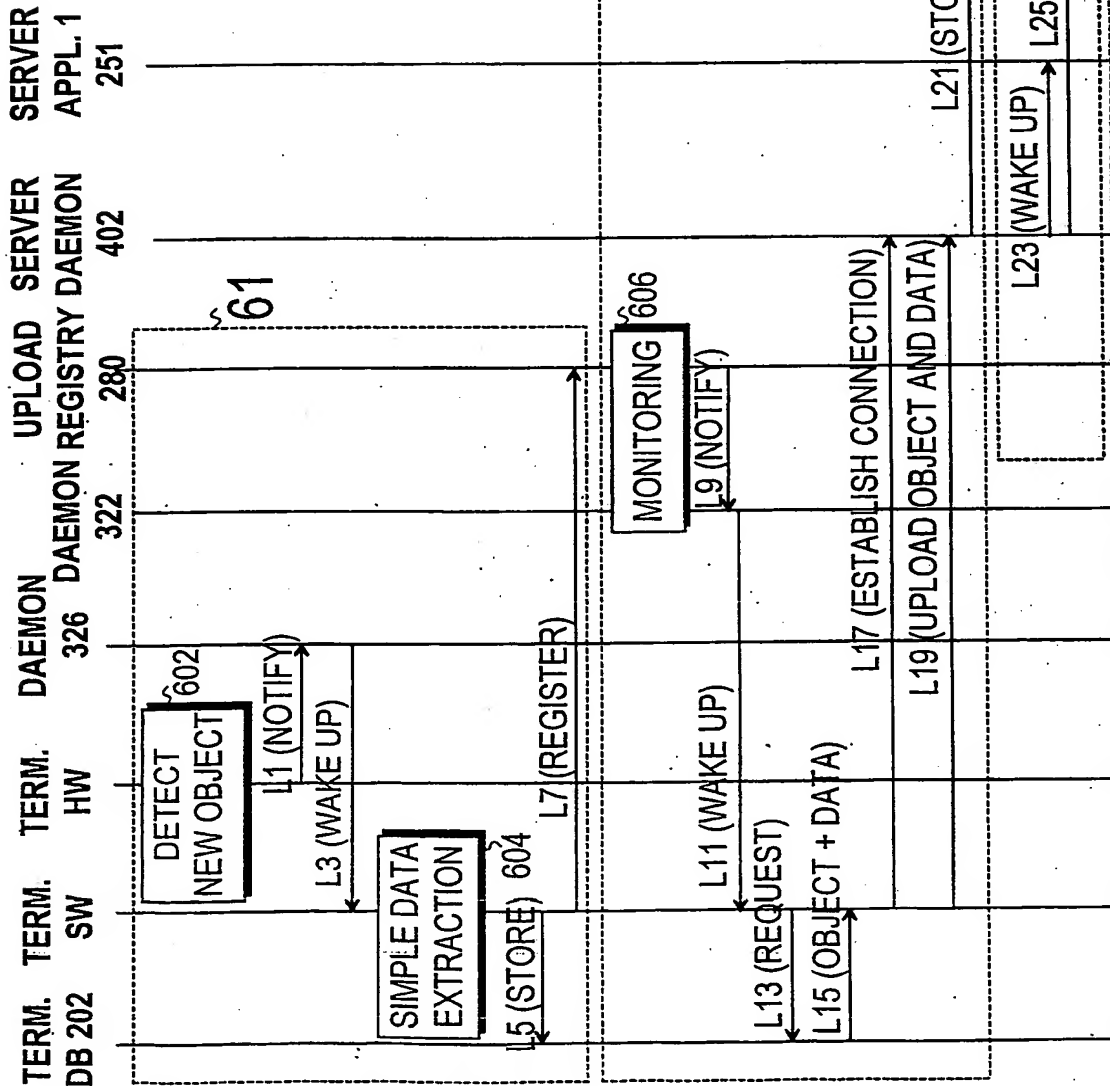 TERM. TERM. TERM. DAEMON UPLOAD SERVER SERVER
DB 202 SW HW 326 DAEMON REGISTRY DAEMON APPL. 1
322 280 402 251
DETECT
NEW OBJECT
602
61
L1 (NOTIFY)
L3 (WAKE UP)
SIMPLE DATA
EXTRACTION
604
L5 (STORE)
L7 (REGISTER)
MONITORING
606
L9 (NOTIFY)
L11 (WAKE UP)
L13 (REQUEST)
L15 (OBJECT + DATA)
L17 (ESTABLISH CONNECTION)
L19 (UPLOAD OBJECT AND DATA)
L21 (STO
L23 (WAKE UP)
L25